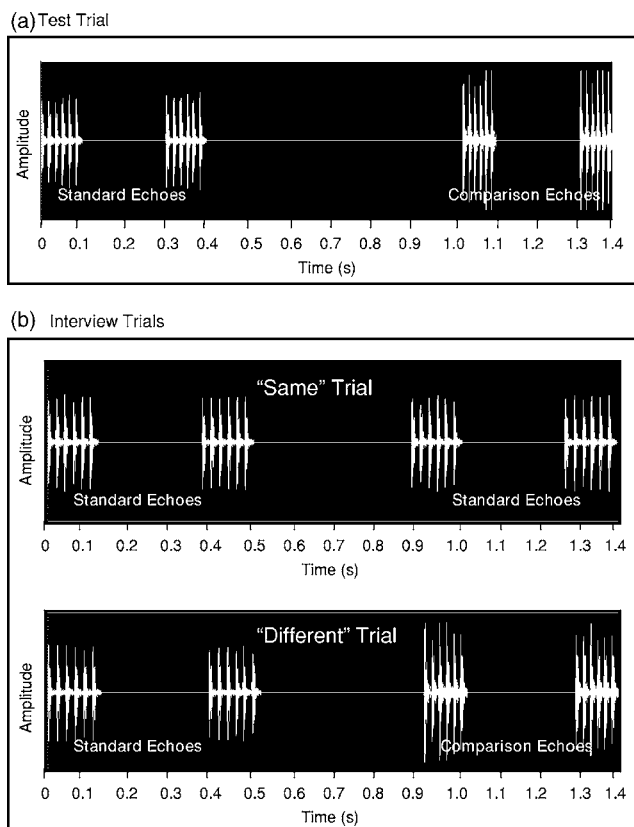 (a) Test Trial
Amplitude
Standard Echoes
Comparison Echoes
0 0.1 0.2 0.3 0.4 0.5 0.6 0.7 0.8 0.9 1.0 1.1 1.2 1.3 1.4
Time (s)
(b) Interview Trials
"Same" Trial
Amplitude
Standard Echoes
Standard Echoes
0 0.1 0.2 0.3 0.4 0.5 0.6 0.7 0.8 0.9 1.0 1.1 1.2 1.3 1.4
Time (s)
"Different" Trial
Amplitude
Standard Echoes
Comparison Echoes
0 0.1 0.2 0.3 0.4 0.5 0.6 0.7 0.8 0.9 1.0 1.1 1.2 1.3 1.4
Time (s)